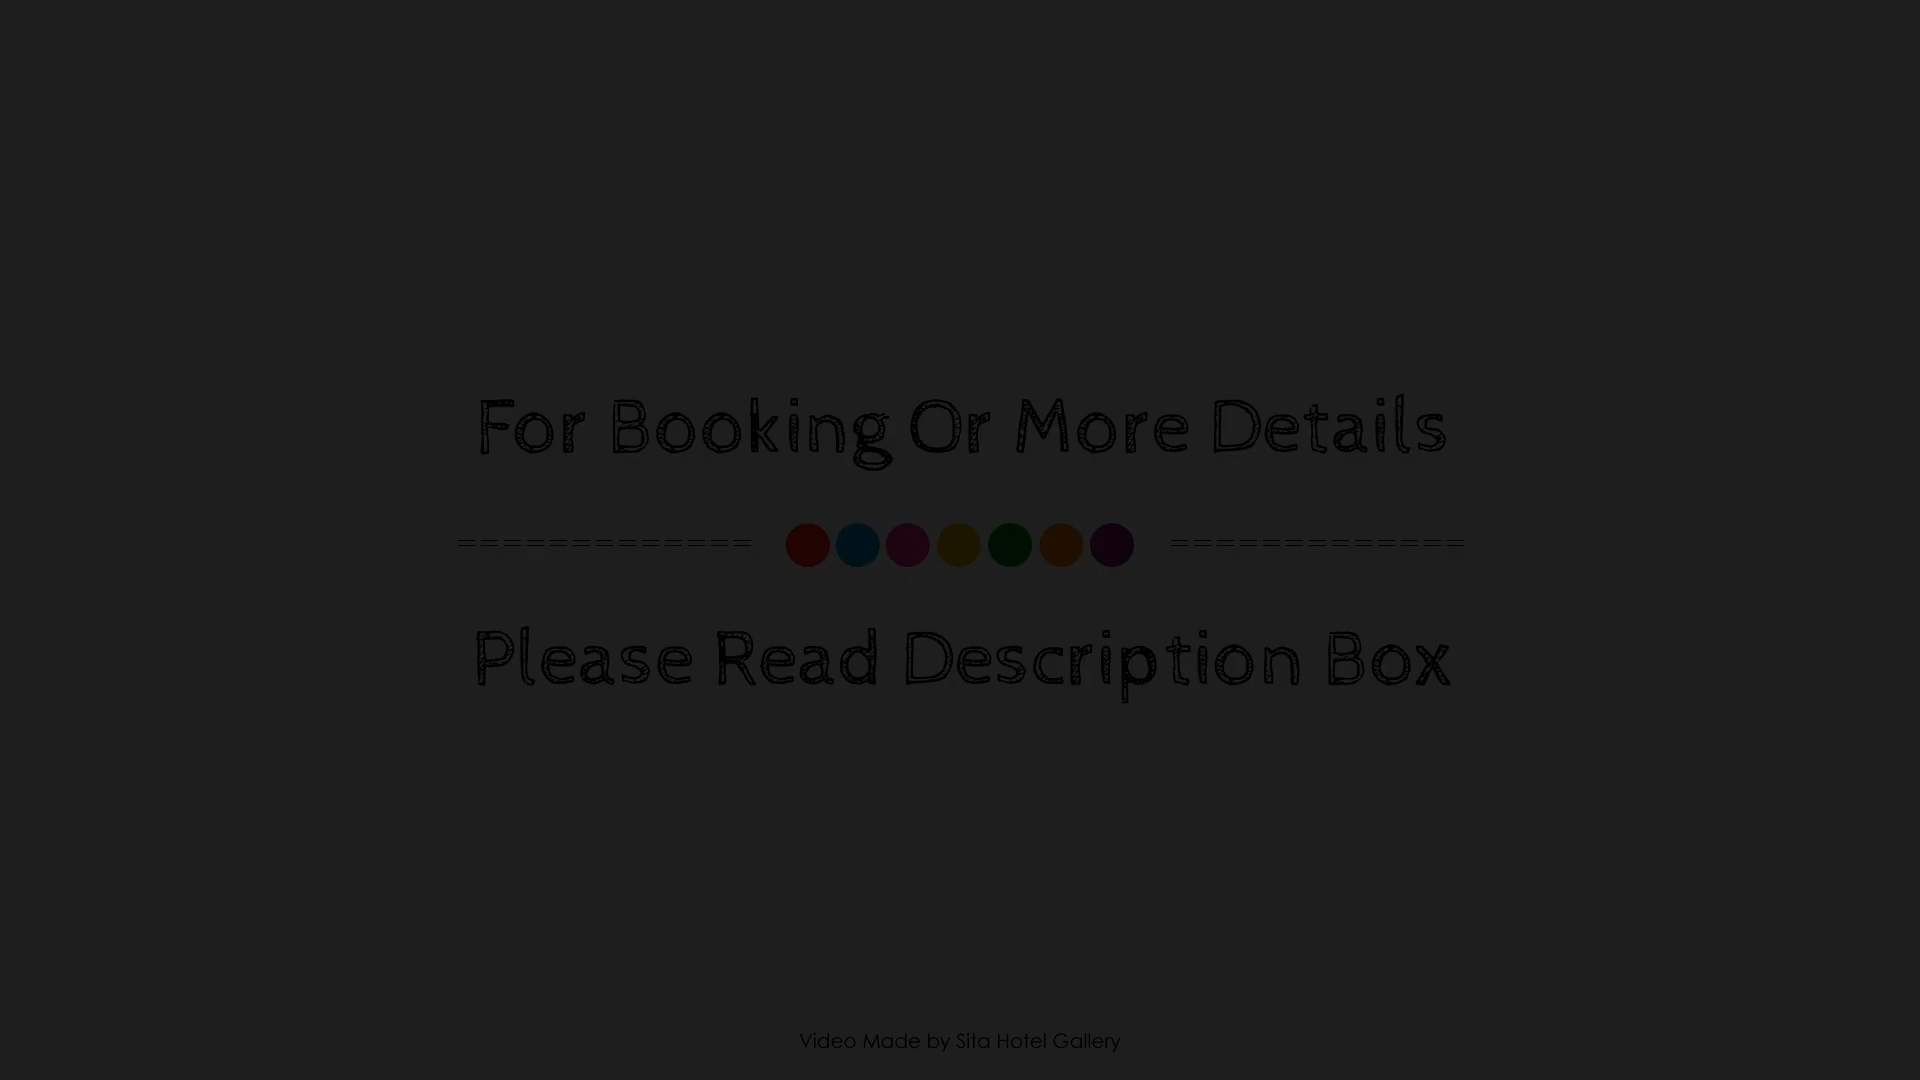 For Booking Or More Details
============= =============
Please Read Description Box
Video Made by Sita Hotel Gallery